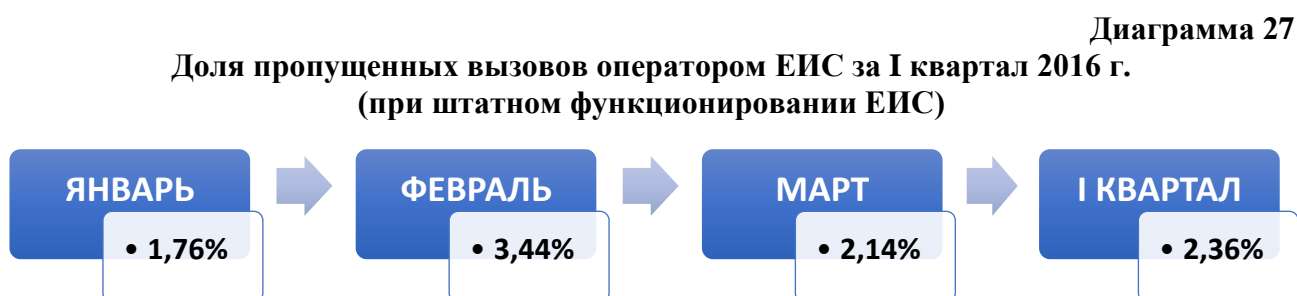 Диаграмма 27
Доля пропущенных вызовов оператором ЕИС за I квартал 2016 г.
(при штатном функционировании ЕИС)
ЯНВАРЬ
• 1,76%
ФЕВРАЛЬ
• 3,44%
МАРТ
• 2,14%
I КВАРТАЛ
• 2,36%